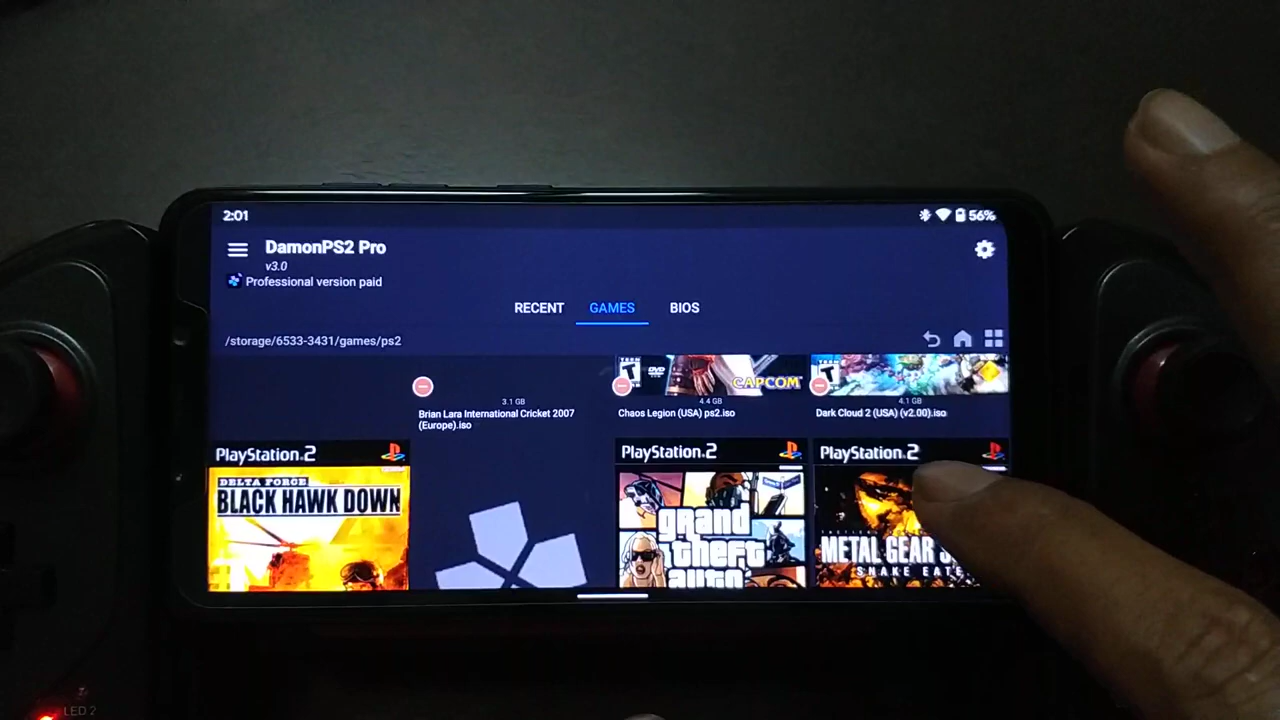 2:01
56%
DamonPS2 Pro
v3.0
Professional version paid
RECENT
GAMES
BIOS
/storage/6533-3431/games/ps2
TEEN
T
DVD
CAPCOM
TEEN
T
3.1 GB
Brian Lara International Cricket 2007
(Europe).iso
4.4 GB
Chaos Legion (USA) ps2.iso
4.1 GB
Dark Cloud 2 (USA) (v2.00).iso
PlayStation.2
DELTA FORCE
BLACK HAWK DOWN
PlayStation.2
grand
theft
auto
PlayStation.2
METAL GEAR
SNAKE EATE
LED 2